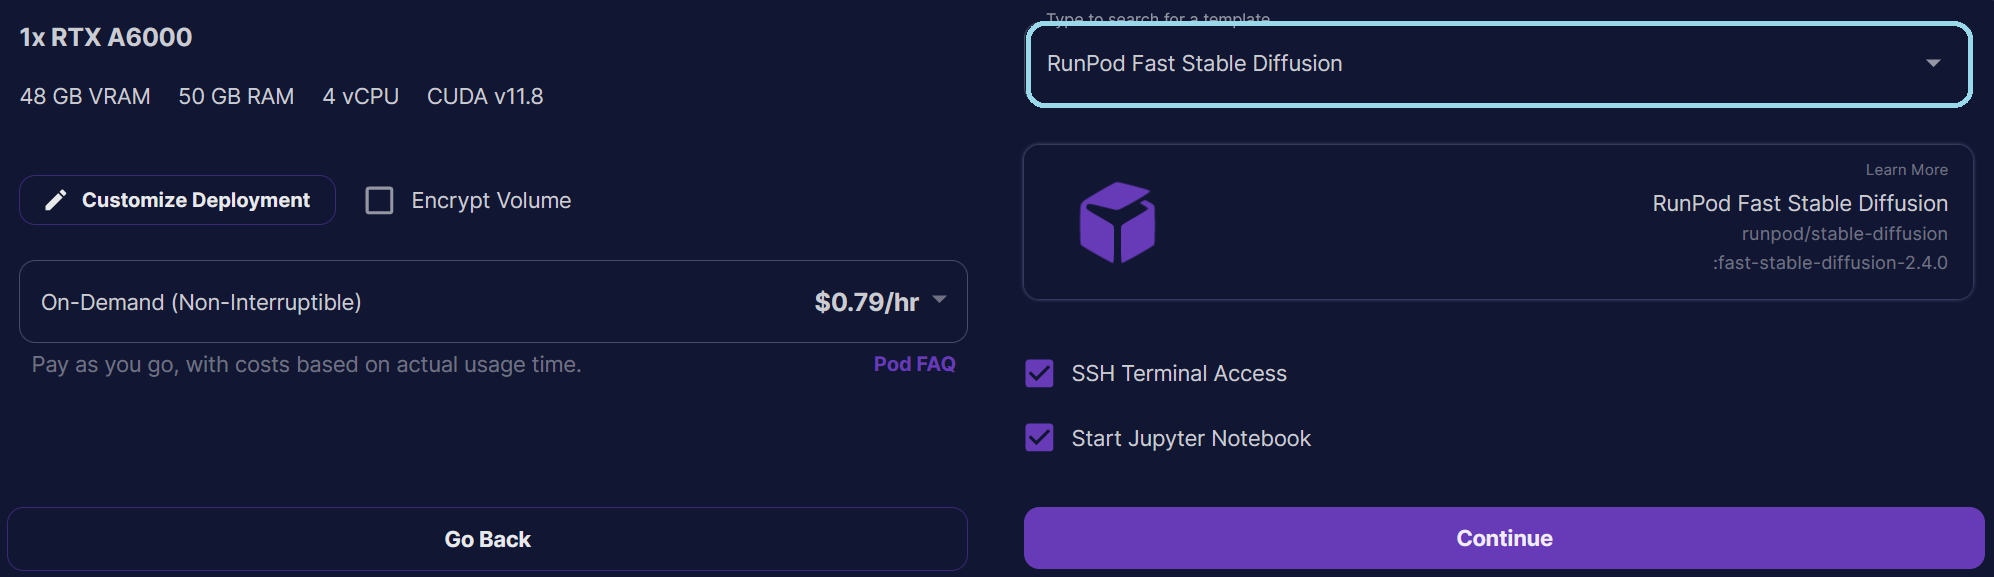 1x RTX A6000
48 GB VRAM 50 GB RAM 4 vCPU CUDA v11.8
Customize Deployment
Encrypt Volume
On-Demand (Non-Interruptible) $0.79/hr
Pay as you go, with costs based on actual usage time. Pod FAQ
Go Back
Type to search for a template
RunPod Fast Stable Diffusion
Learn More
RunPod Fast Stable Diffusion
runpod/stable-diffusion
:fast-stable-diffusion-2.4.0
SSH Terminal Access
Start Jupyter Notebook
Continue